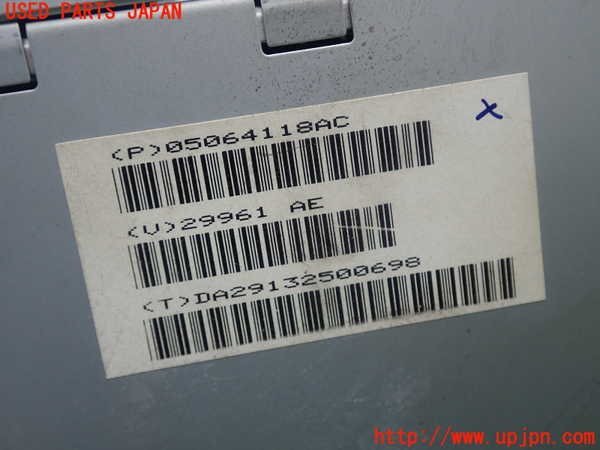 USED PARTS JAPAN
(P)05064118AC
(V)29961 AE
(T)DA29132500698
x
http://www.upjpn.com/